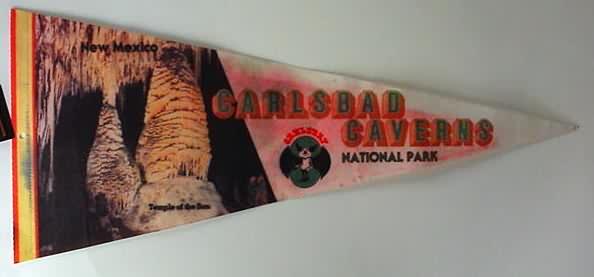 New Mexico
CARLSBAD
CAVERNS
NATIONAL PARK
Temple of the Sun